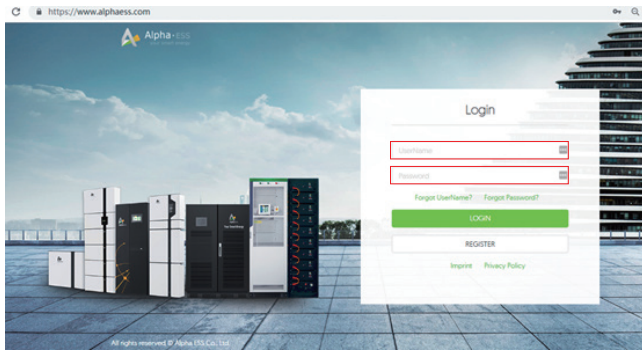 https://www.alphaess.com
Alpha-ess
Login
UserName
Password
Forgot UserName? Forgot Password?
LOGIN
REGISTER
Imprint Privacy Policy
All rights reserved © Alpha ESS Co., Ltd.